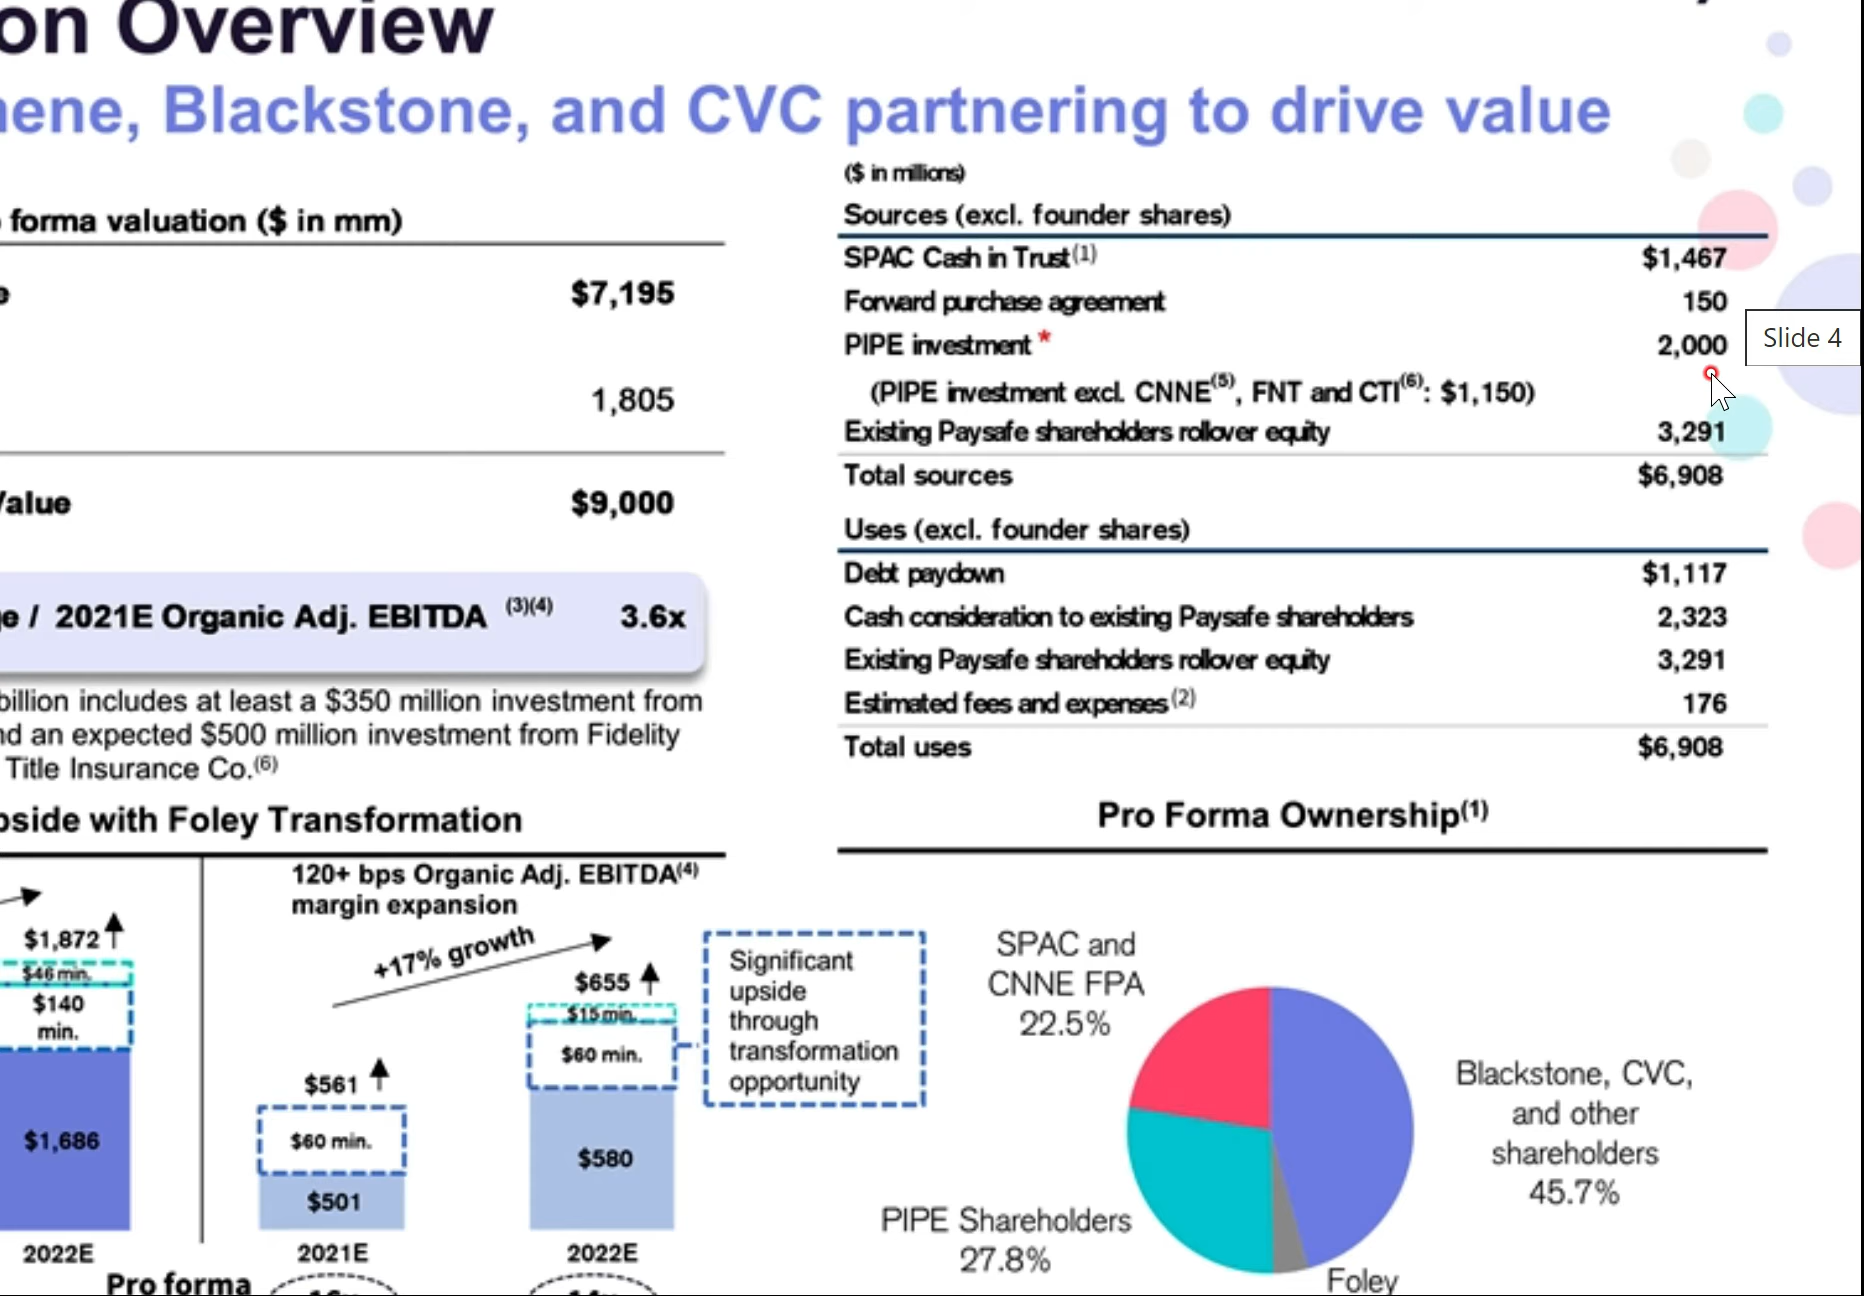 on Overview
nene, Blackstone, and CVC partnering to drive value
forma valuation ($ in mm)
e $7,195
1,805
Value $9,000
ge / 2021E Organic Adj. EBITDA (3)(4) 3.6x
billion includes at least a $350 million investment from
nd an expected $500 million investment from Fidelity
Title Insurance Co.(6)
($ in millions)
Sources (excl. founder shares)
SPAC Cash in Trust(1) $1,467
Forward purchase agreement 150
PIPE investment * 2,000
(PIPE investment excl. CNNE(5), FNT and CTI(6): $1,150)
Existing Paysafe shareholders rollover equity 3,291
Total sources $6,908
Uses (excl. founder shares)
Debt paydown $1,117
Cash consideration to existing Paysafe shareholders 2,323
Existing Paysafe shareholders rollover equity 3,291
Estimated fees and expenses(2) 176
Total uses $6,908
Slide 4
pside with Foley Transformation
$1,872
$46 min.
$140
min.
$1,686
2022E
120+ bps Organic Adj. EBITDA(4)
margin expansion
+17% growth
$561
$60 min.
$501
2021E
$655
$15 min.
$60 min.
$580
2022E
Significant
upside
through
transformation
opportunity
Pro forma
Pro Forma Ownership(1)
SPAC and
CNNE FPA
22.5%
Blackstone, CVC,
and other
shareholders
45.7%
PIPE Shareholders
27.8%
Foley